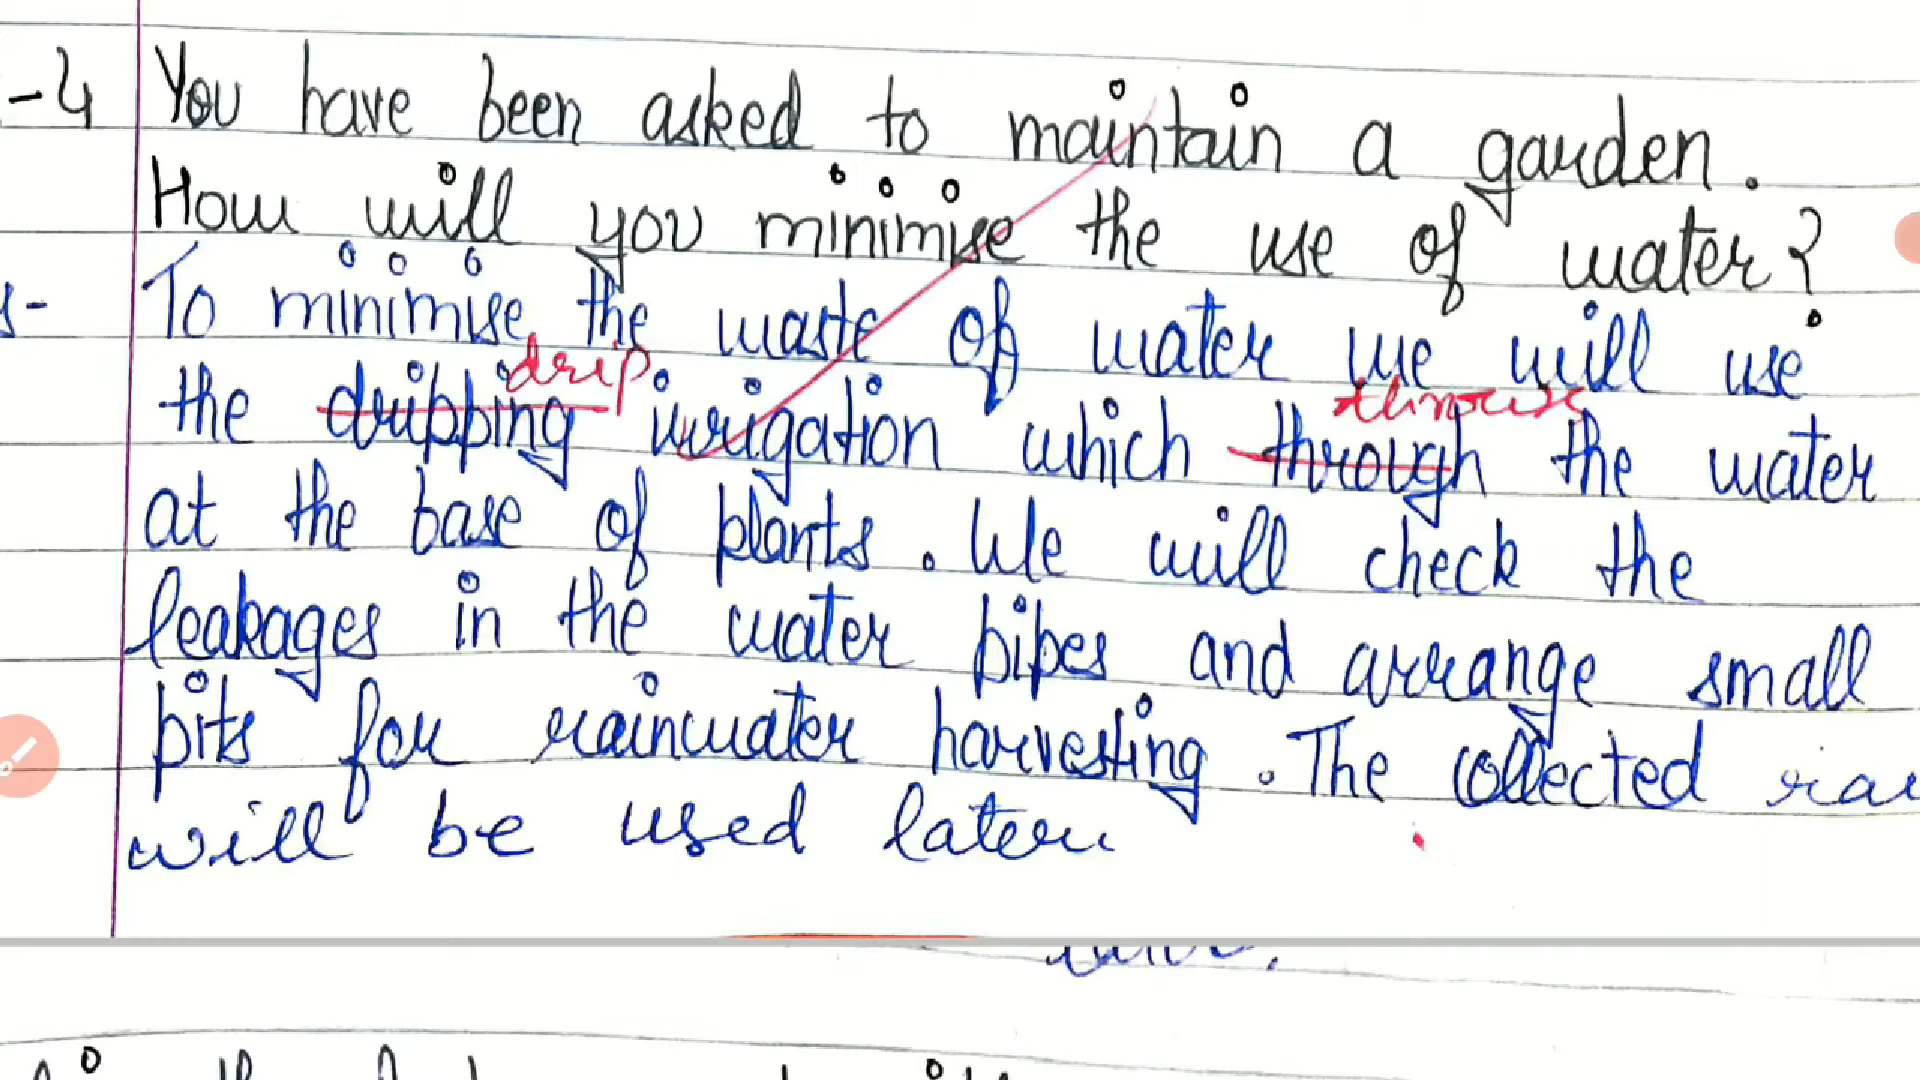 -4 You have been asked to maintain a garden.
How will you minimise the use of water?
s- To minimise the waste of water we will use
drip throws
the dripping irrigation which through the water
at the base of plants. We will check the
leakages in the water pipes and arrange small
pits for rainwater harvesting. The collected rai
will be used later.